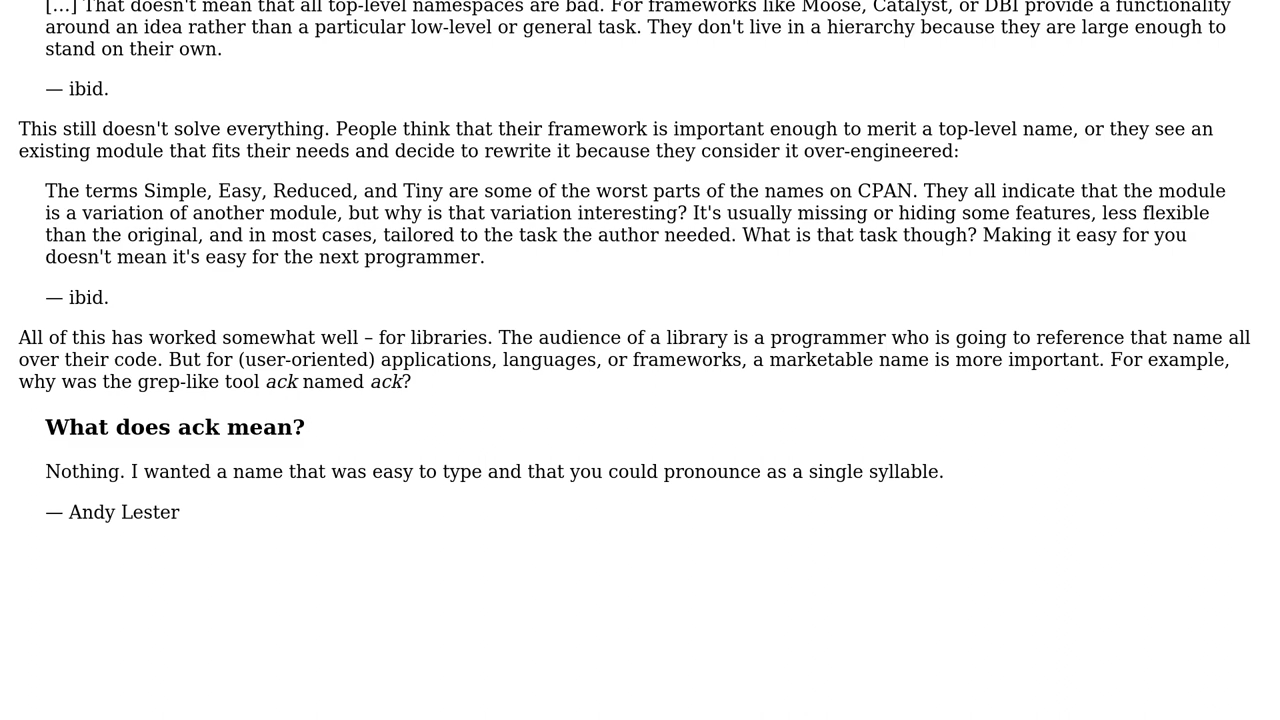 [...] That doesn't mean that all top-level namespaces are bad. For frameworks like Moose, Catalyst, or DBI provide a functionality
around an idea rather than a particular low-level or general task. They don't live in a hierarchy because they are large enough to
stand on their own.
— ibid.
This still doesn't solve everything. People think that their framework is important enough to merit a top-level name, or they see an
existing module that fits their needs and decide to rewrite it because they consider it over-engineered:
The terms Simple, Easy, Reduced, and Tiny are some of the worst parts of the names on CPAN. They all indicate that the module
is a variation of another module, but why is that variation interesting? It's usually missing or hiding some features, less flexible
than the original, and in most cases, tailored to the task the author needed. What is that task though? Making it easy for you
doesn't mean it's easy for the next programmer.
— ibid.
All of this has worked somewhat well – for libraries. The audience of a library is a programmer who is going to reference that name all
over their code. But for (user-oriented) applications, languages, or frameworks, a marketable name is more important. For example,
why was the grep-like tool ack named ack?
What does ack mean?
Nothing. I wanted a name that was easy to type and that you could pronounce as a single syllable.
— Andy Lester